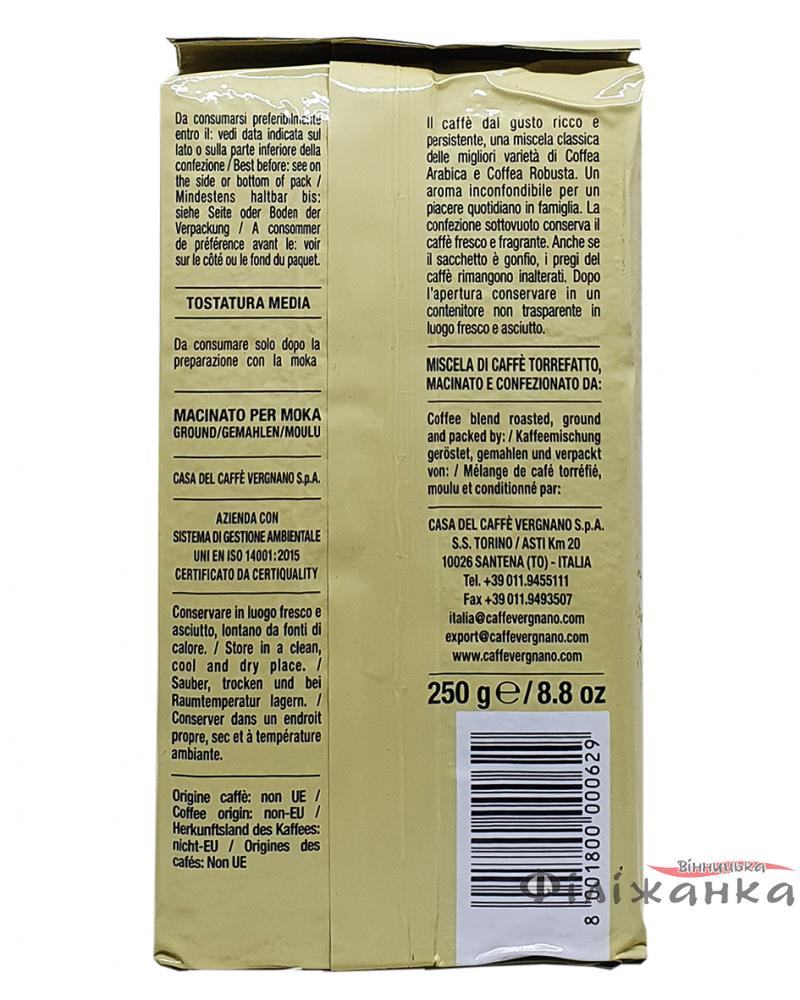 Da consumarsi preferibilmente
entro il: vedi data indicata sul
lato o sulla parte inferiore della
confezione / Best before: see on
the side or bottom of pack /
Mindestens haltbar bis:
siehe Seite oder Boden der
Verpackung / A consommer
de préférence avant le: voir
sur le côté ou le fond du paquet.
TOSTATURA MEDIA
Da consumare solo dopo la
preparazione con la moka
MACINATO PER MOKA
GROUND/GEMAHLEN/MOULU
CASA DEL CAFFÈ VERGNANO S.p.A.
AZIENDA CON
SISTEMA DI GESTIONE AMBIENTALE
UNI EN ISO 14001:2015
CERTIFICATO DA CERTIQUALITY
Conservare in luogo fresco e
asciutto, lontano da fonti di
calore. / Store in a clean,
cool and dry place. /
Sauber, trocken und bei
Raumtemperatur lagern. /
Conserver dans un endroit
propre, sec et à température
ambiante.
Origine caffè: non UE /
Coffee origin: non-EU /
Herkunftsland des Kaffees:
nicht-EU / Origines des
cafés: Non UE
Il caffè dal gusto ricco e
persistente, una miscela classica
delle migliori varietà di Coffea
Arabica e Coffea Robusta. Un
aroma inconfondibile per un
piacere quotidiano in famiglia. La
confezione sottovuoto conserva il
caffè fresco e fragrante. Anche se
il sacchetto è gonfio, i pregi del
caffè rimangono inalterati. Dopo
l'apertura conservare in un
contenitore non trasparente in
luogo fresco e asciutto.
MISCELA DI CAFFÈ TORREFATTO,
MACINATO E CONFEZIONATO DA:
Coffee blend roasted, ground
and packed by: / Kaffeemischung
geröstet, gemahlen und verpackt
von: / Mélange de café torréfié,
moulu et conditionné par:
CASA DEL CAFFÈ VERGNANO S.p.A.
S.S. TORINO / ASTI Km 20
10026 SANTENA (TO) - ITALIA
Tel. +39 011.9455111
Fax +39 011.9493507
italia@caffevergnano.com
export@caffevergnano.com
www.caffevergnano.com
250 g e / 8.8 oz
8 001800 000629
Вінницька
Філіжанка